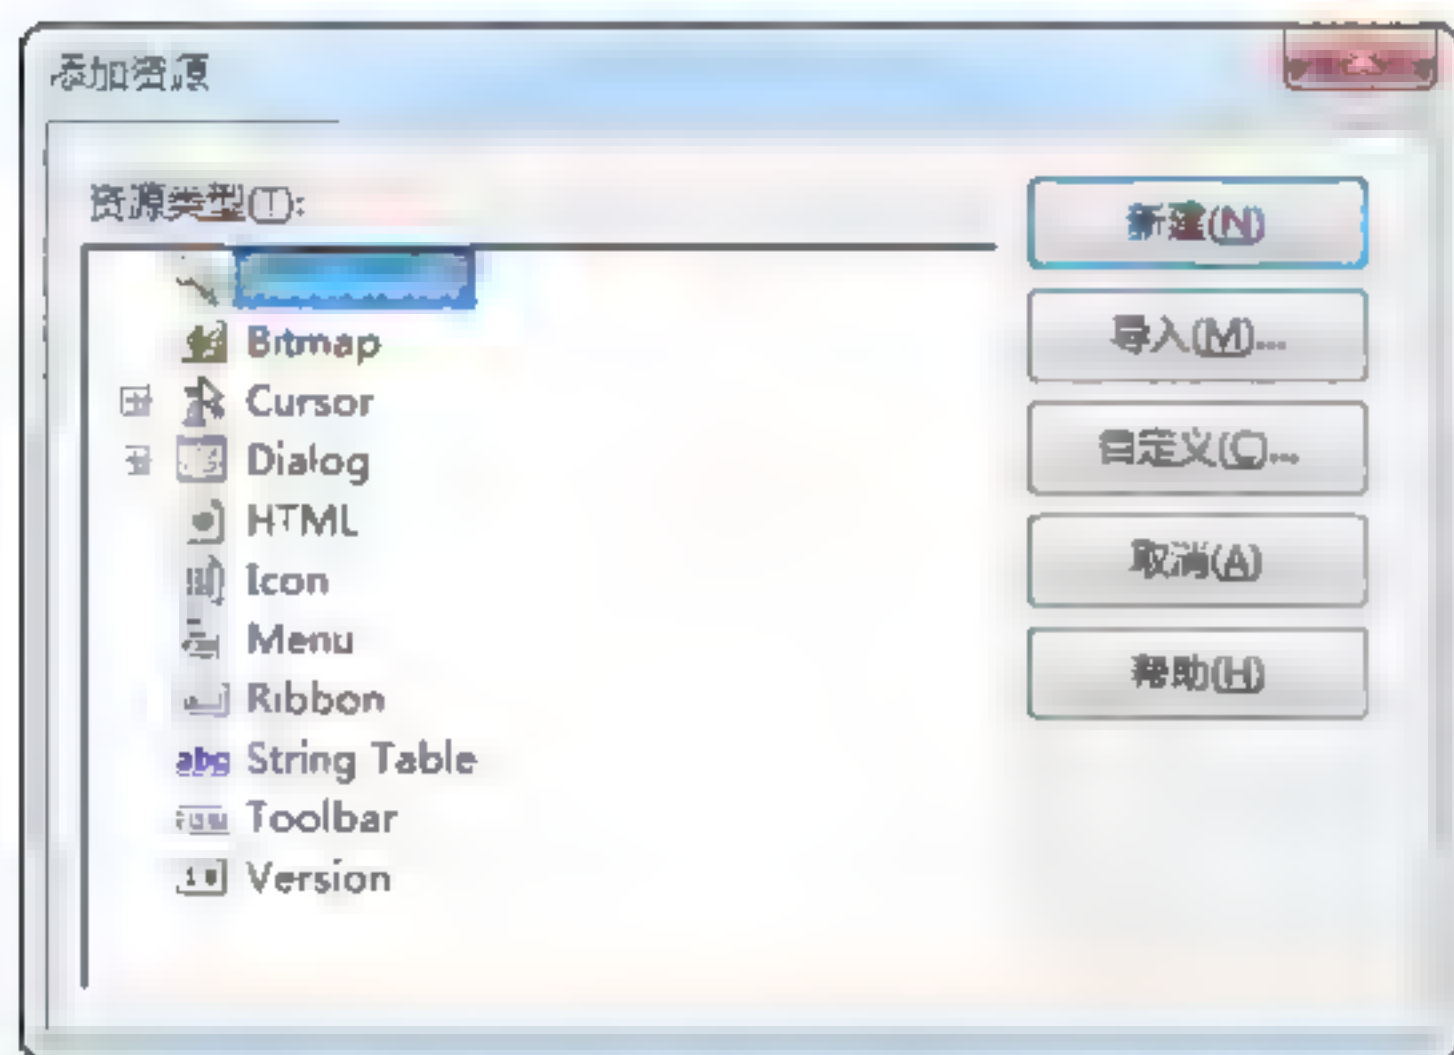 添加资源
资源类型(T):
新建(N)
Bitmap
导入(M)...
Cursor
自定义(C)...
Dialog
HTML
取消(A)
Icon
Menu
帮助(H)
Ribbon
abg String Table
Toolbar
Version